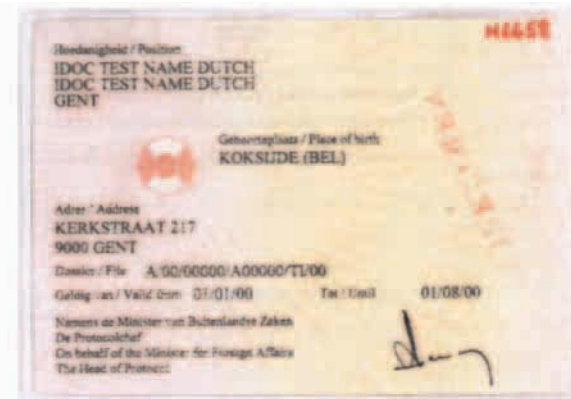 Hoedanigheid / Position
IDOC TEST NAME DUTCH
IDOC TEST NAME DUTCH
GENT
Geboorteplaats / Place of birth
KOKSIJDE (BEL)
Adres / Address
KERKSTRAAT 217
9000 GENT
Dossier / File A/00/00000/A00000/TI/00
Geldig van / Valid from 01/01/00 Tot / Until 01/08/00
Namens de Minister van Buitenlandse Zaken
De Protocolchef
On behalf of the Minister for Foreign Affairs
The Head of Protocol